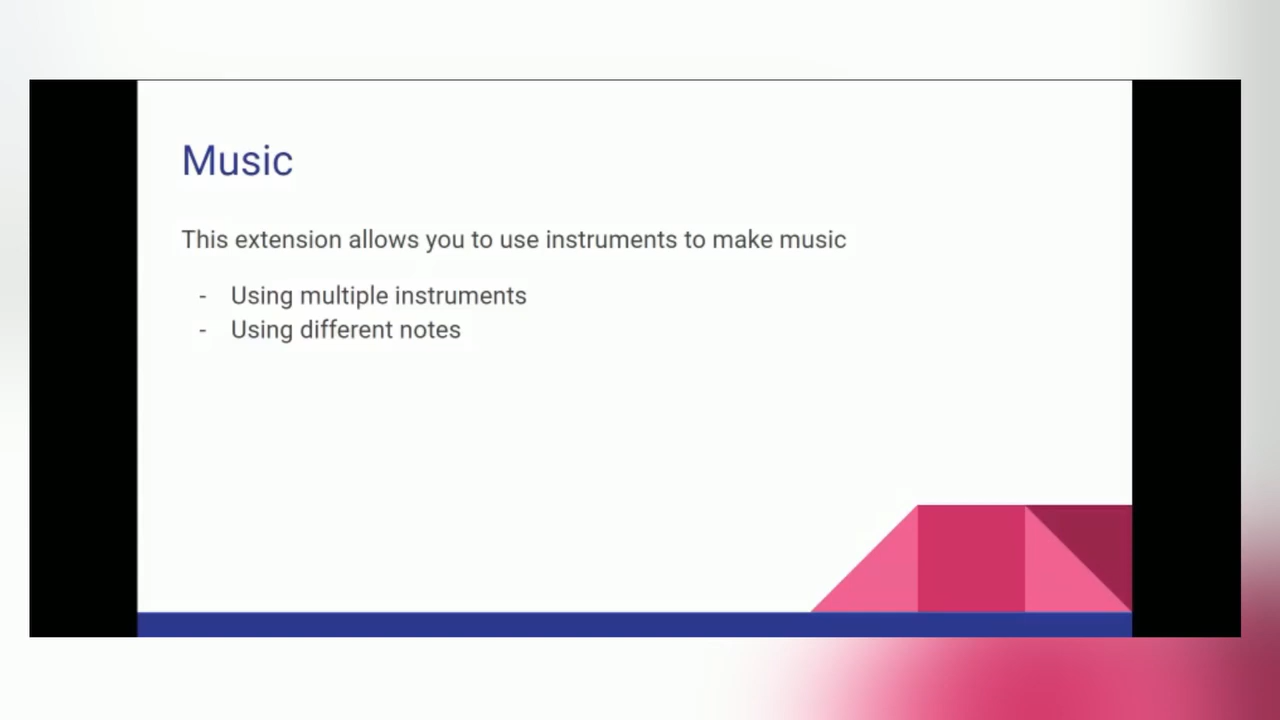 Music
This extension allows you to use instruments to make music
- Using multiple instruments
- Using different notes